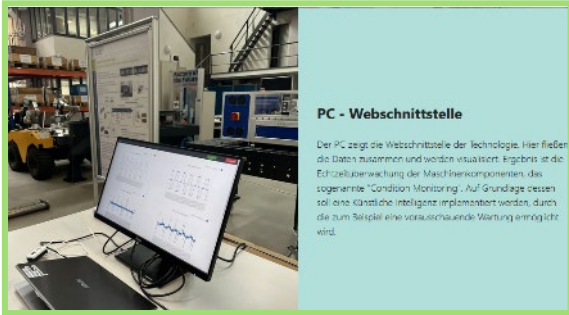 PC - Webschnittstelle
Der PC zeigt die Webschnittstelle der Technologie. Hier fließen
die Daten zusammen und werden visualisiert. Ergebnis ist die
Echtzeitüberwachung der Maschinenkomponenten, das
sogenannte "Condition Monitoring". Auf Grundlage dessen
soll eine Künstliche Intelligenz implementiert werden, durch
die zum Beispiel eine vorausschauende Wartung ermöglicht
wird.